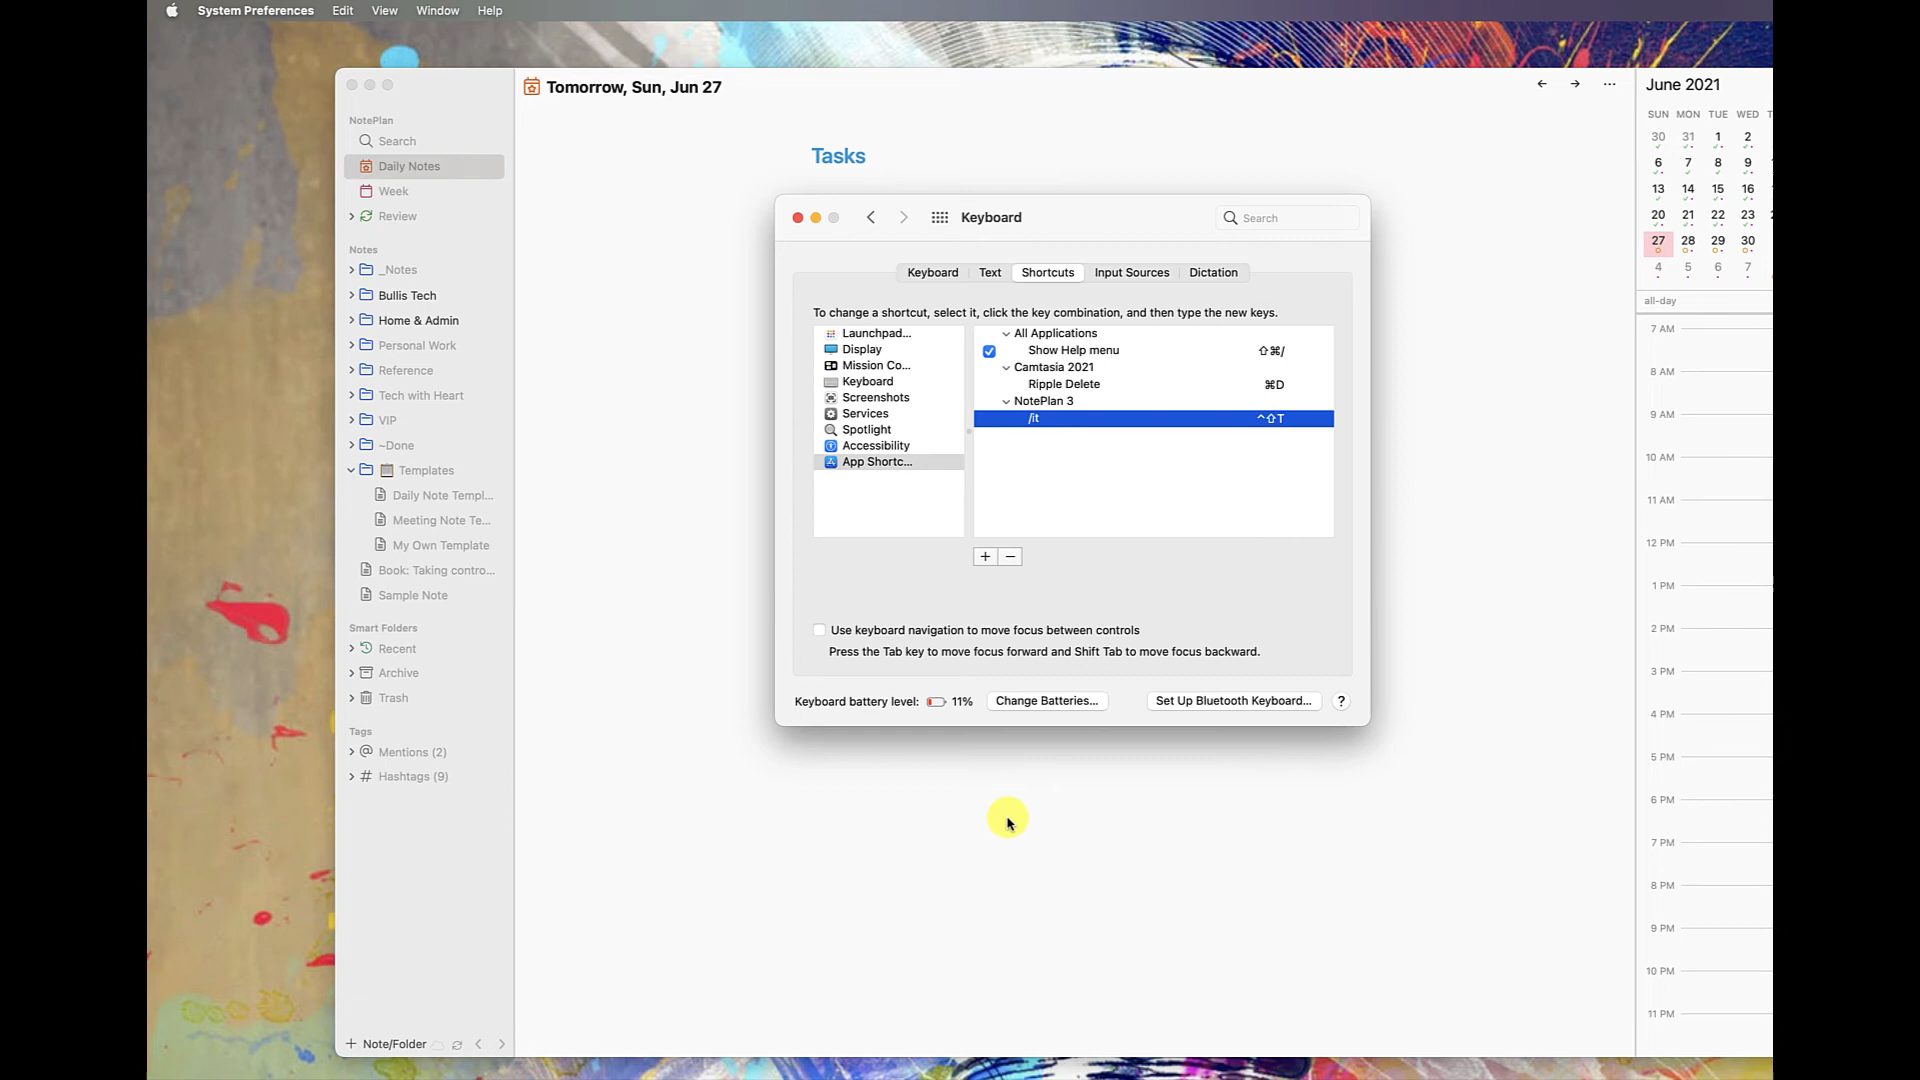 System Preferences Edit View Window Help
Tomorrow, Sun, Jun 27
Tasks
NotePlan
Search
Daily Notes
Week
Review
Notes
_Notes
Bullis Tech
Home & Admin
Personal Work
Reference
Tech with Heart
VIP
~Done
Templates
Daily Note Templ...
Meeting Note Te...
My Own Template
Book: Taking contro...
Sample Note
Smart Folders
Recent
Archive
Trash
Tags
@ Mentions (2)
# Hashtags (9)
+ Note/Folder
Keyboard
Search
Keyboard Text Shortcuts Input Sources Dictation
To change a shortcut, select it, click the key combination, and then type the new keys.
Launchpad...
Display
Mission Co...
Keyboard
Screenshots
Services
Spotlight
Accessibility
App Shortc...
All Applications
Show Help menu ⇧⌘/
Camtasia 2021
Ripple Delete ⌘D
NotePlan 3
/it ^⇧T
+ −
Use keyboard navigation to move focus between controls
Press the Tab key to move focus forward and Shift Tab to move focus backward.
Keyboard battery level: 11% Change Batteries... Set Up Bluetooth Keyboard... ?
June 2021
SUN MON TUE WED T
30 31 1 2
6 7 8 9
13 14 15 16
20 21 22 23 2
27 28 29 30
4 5 6 7
all-day
7 AM
8 AM
9 AM
10 AM
11 AM
12 PM
1 PM
2 PM
3 PM
4 PM
5 PM
6 PM
7 PM
8 PM
9 PM
10 PM
11 PM